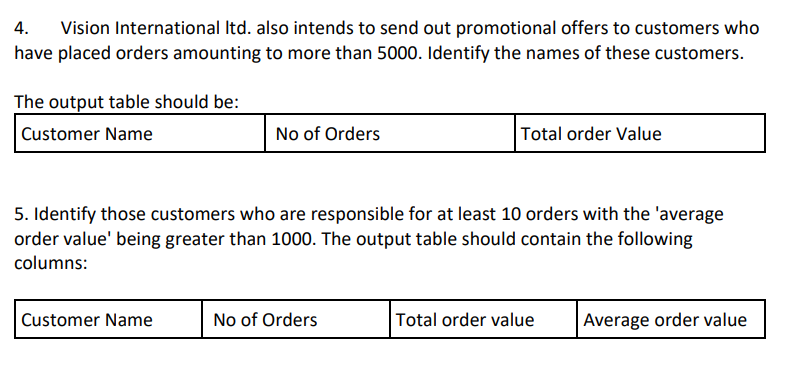 4. Vision International ltd. also intends to send out promotional offers to customers who
have placed orders amounting to more than 5000. Identify the names of these customers.
The output table should be:
Customer Name No of Orders Total order Value
5. Identify those customers who are responsible for at least 10 orders with the 'average
order value' being greater than 1000. The output table should contain the following
columns:
Customer Name No of Orders Total order value Average order value